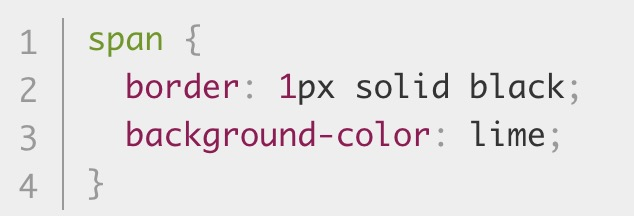 1 span {
2   border: 1px solid black;
3   background-color: lime;
4 }